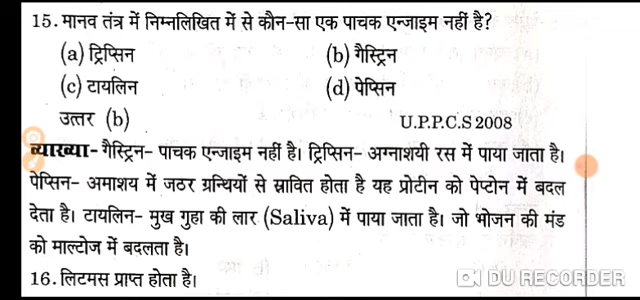 15. मानव तंत्र में निम्नलिखित में से कौन-सा एक पाचक एन्जाइम नहीं है?
(a) ट्रिप्सिन (b) गैस्ट्रिन
(c) टायलिन (d) पेप्सिन
उत्तर (b) U.P.P.C.S 2008
व्याख्या- गैस्ट्रिन- पाचक एन्जाइम नहीं है। ट्रिप्सिन- अग्नाशयी रस में पाया जाता है।
पेप्सिन- अमाशय में जठर ग्रन्थियों से स्रावित होता है यह प्रोटीन को पेप्टोन में बदल
देता है। टायलिन- मुख गुहा की लार (Saliva) में पाया जाता है। जो भोजन की मंड
को माल्टोज में बदलता है।
16. लिटमस प्राप्त होता है।
DU RECORDER